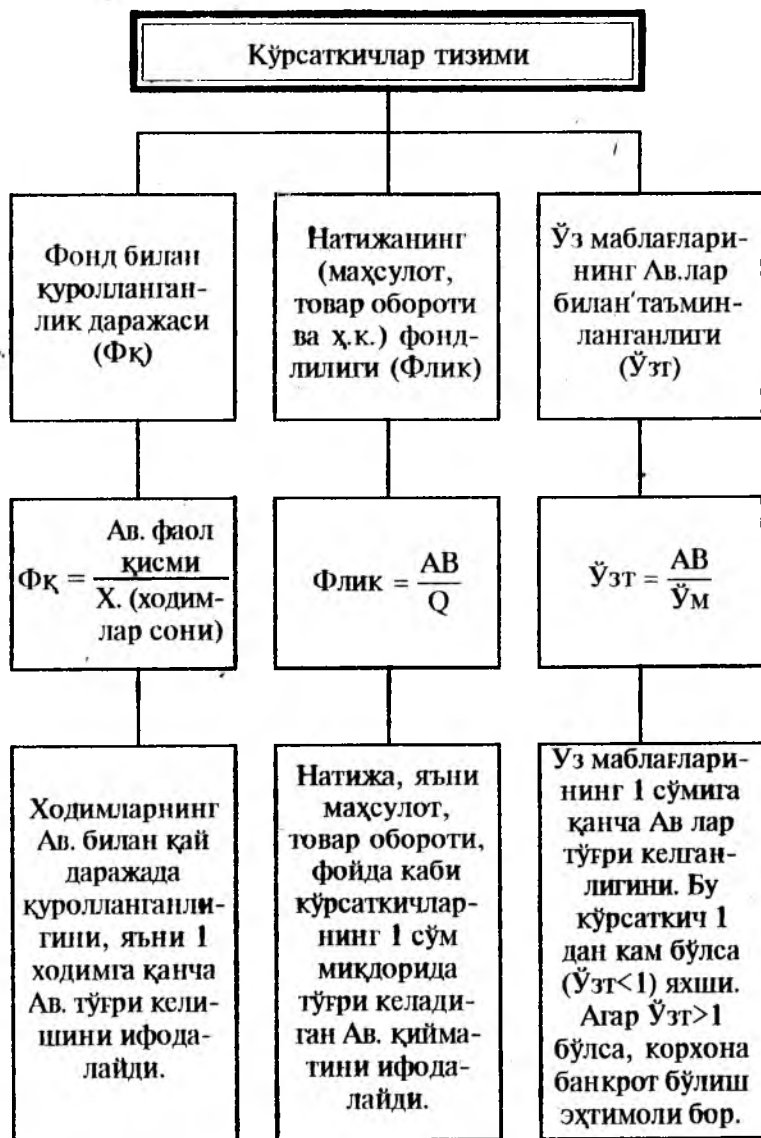 Кўрсаткичлар тизими
Фонд билан
қуролланган-
лик даражаси
(Фқ)
Натижанинг
(маҳсулот,
товар обороти
ва ҳ.к.) фонд-
лилиги (Флик)
Ўз маблағлари-
нинг Ав.лар
билан таъмин-
ланганлиги
(Ўзт)
Фқ = Ав. фаол
қисми
Х. (ходим-
лар сони)
Флик = АВ
Q
Ўзт = АВ
Ўм
Ходимларнинг
Ав. билан қай
даражада
қуролланганли-
гини, яъни 1
ходимга қанча
Ав. тўғри кели-
шини ифода-
лайди.
Натижа, яъни
маҳсулот,
товар обороти,
фойда каби
кўрсаткичлар-
нинг 1 сўм
миқдорида
тўғри келади-
ган Ав. қийма-
тини ифода-
лайди.
Уз маблағлари-
нинг 1 сўмига
қанча Ав лар
тўғри келган-
лигини. Бу
кўрсаткич 1
дан кам бўлса
(Ўзт<1) яхши.
Агар Ўзт>1
бўлса, корхона
банкрот бўлиш
эҳтимоли бор.